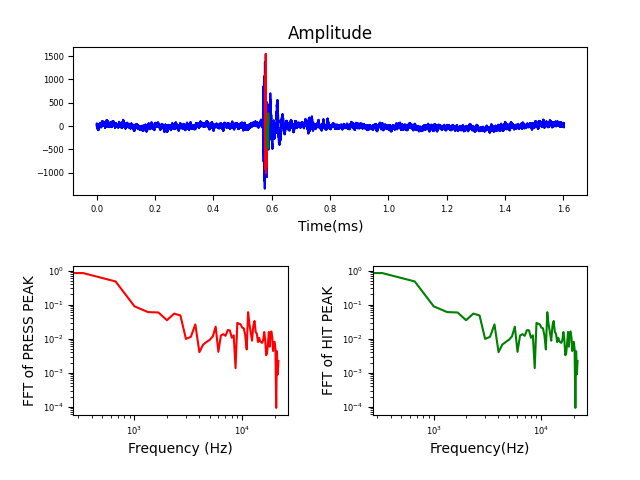 Amplitude
1500
1000
500
0
−500
−1000
0.0 0.2 0.4 0.6 0.8 1.0 1.2 1.4 1.6
Time(ms)
FFT of PRESS PEAK
10⁰
10⁻¹
10⁻²
10⁻³
10⁻⁴
10³ 10⁴
Frequency (Hz)
FFT of HIT PEAK
10⁰
10⁻¹
10⁻²
10⁻³
10⁻⁴
10³ 10⁴
Frequency(Hz)